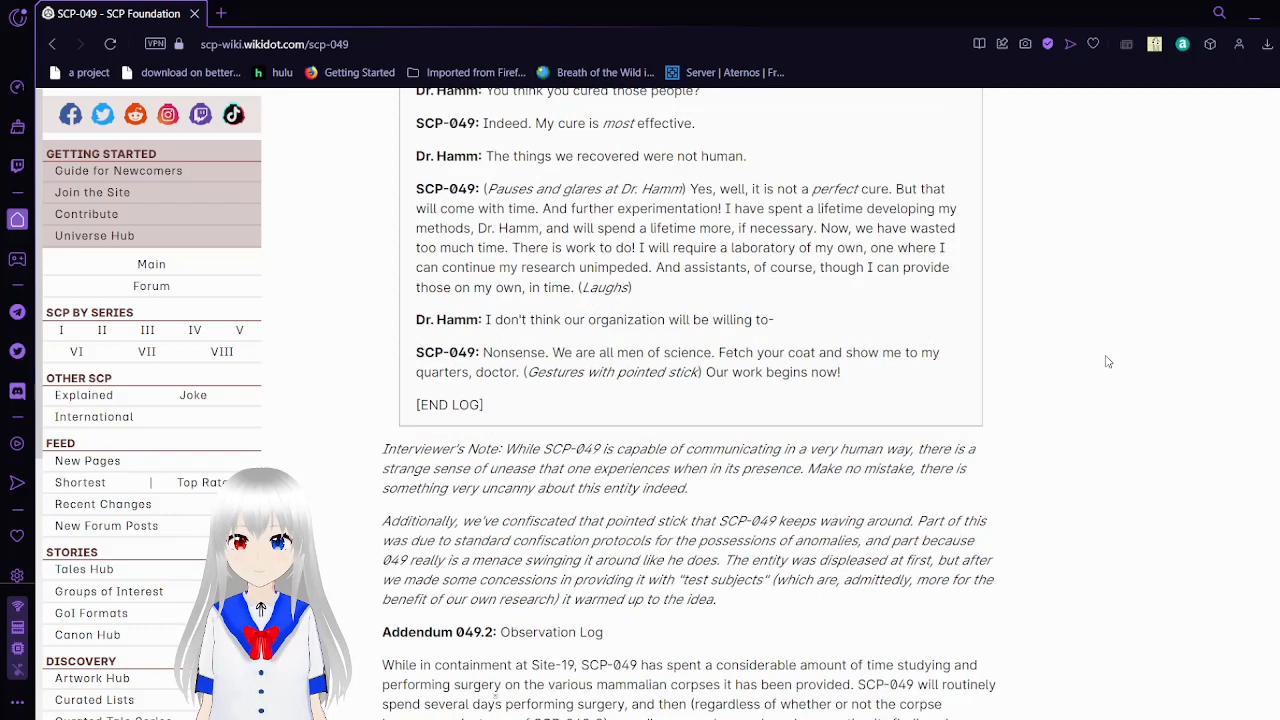 SCP-049 - SCP Foundation
VPN
scp-wiki.wikidot.com/scp-049
a project
download on better...
h
hulu
Getting Started
Imported from Firef...
Breath of the Wild i...
Server | Aternos | Fr...
GETTING STARTED
Guide for Newcomers
Join the Site
Contribute
Universe Hub
Main
Forum
SCP BY SERIES
I II III IV V
VI VII VIII
OTHER SCP
Explained Joke
International
FEED
New Pages
Shortest | Top Rate
Recent Changes
New Forum Posts
STORIES
Tales Hub
Groups of Interest
GoI Formats
Canon Hub
DISCOVERY
Artwork Hub
Curated Lists
Dr. Hamm: You think you cured those people?
SCP-049: Indeed. My cure is most effective.
Dr. Hamm: The things we recovered were not human.
SCP-049: (Pauses and glares at Dr. Hamm) Yes, well, it is not a perfect cure. But that
will come with time. And further experimentation! I have spent a lifetime developing my
methods, Dr. Hamm, and will spend a lifetime more, if necessary. Now, we have wasted
too much time. There is work to do! I will require a laboratory of my own, one where I
can continue my research unimpeded. And assistants, of course, though I can provide
those on my own, in time. (Laughs)
Dr. Hamm: I don't think our organization will be willing to-
SCP-049: Nonsense. We are all men of science. Fetch your coat and show me to my
quarters, doctor. (Gestures with pointed stick) Our work begins now!
[END LOG]
Interviewer's Note: While SCP-049 is capable of communicating in a very human way, there is a
strange sense of unease that one experiences when in its presence. Make no mistake, there is
something very uncanny about this entity indeed.
Additionally, we've confiscated that pointed stick that SCP-049 keeps waving around. Part of this
was due to standard confiscation protocols for the possessions of anomalies, and part because
049 really is a menace swinging it around like he does. The entity was displeased at first, but after
we made some concessions in providing it with "test subjects" (which are, admittedly, more for the
benefit of our own research) it warmed up to the idea.
Addendum 049.2: Observation Log
While in containment at Site-19, SCP-049 has spent a considerable amount of time studying and
performing surgery on the various mammalian corpses it has been provided. SCP-049 will routinely
spend several days performing surgery, and then (regardless of whether or not the corpse